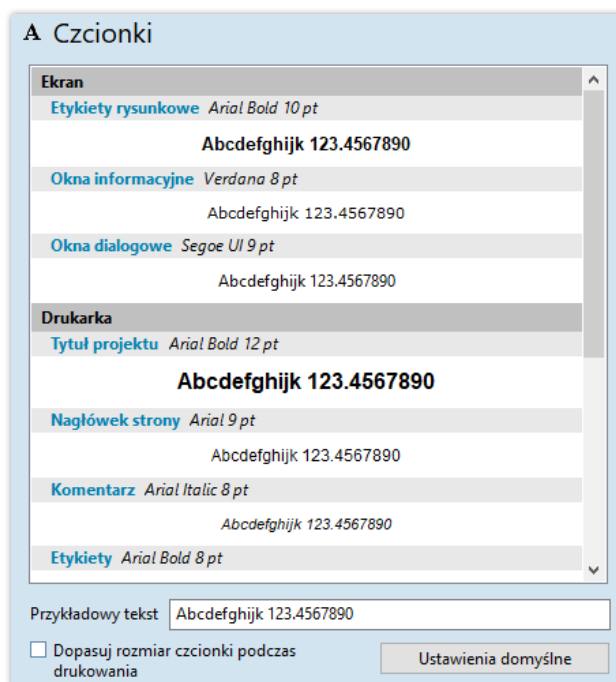 A Czcionki
Ekran
Etykiety rysunkowe Arial Bold 10 pt
Abcdefghijk 123.4567890
Okna informacyjne Verdana 8 pt
Abcdefghijk 123.4567890
Okna dialogowe Segoe UI 9 pt
Abcdefghijk 123.4567890
Drukarka
Tytuł projektu Arial Bold 12 pt
Abcdefghijk 123.4567890
Nagłówek strony Arial 9 pt
Abcdefghijk 123.4567890
Komentarz Arial Italic 8 pt
Abcdefghijk 123.4567890
Etykiety Arial Bold 8 pt
Przykładowy tekst Abcdefghijk 123.4567890
Dopasuj rozmiar czcionki podczas
drukowania
Ustawienia domyślne